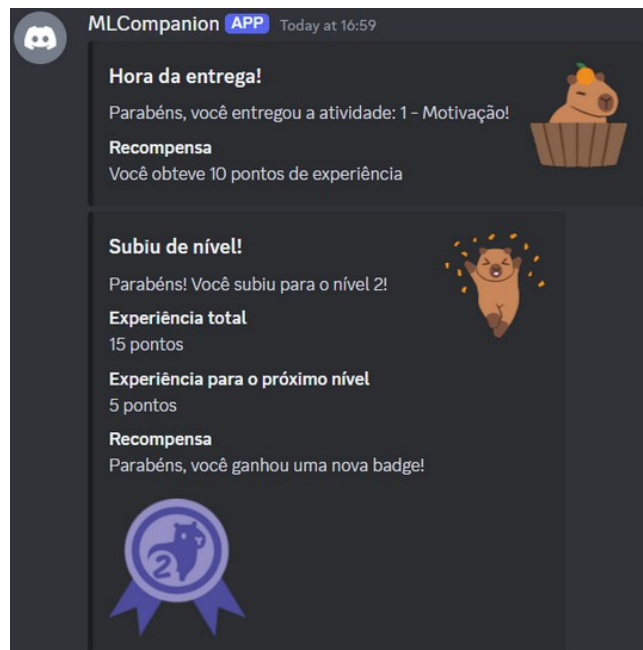 MLCompanion APP Today at 16:59
Hora da entrega!
Parabéns, você entregou a atividade: 1 - Motivação!
Recompensa
Você obteve 10 pontos de experiência
Subiu de nível!
Parabéns! Você subiu para o nível 2!
Experiência total
15 pontos
Experiência para o próximo nível
5 pontos
Recompensa
Parabéns, você ganhou uma nova badge!
2